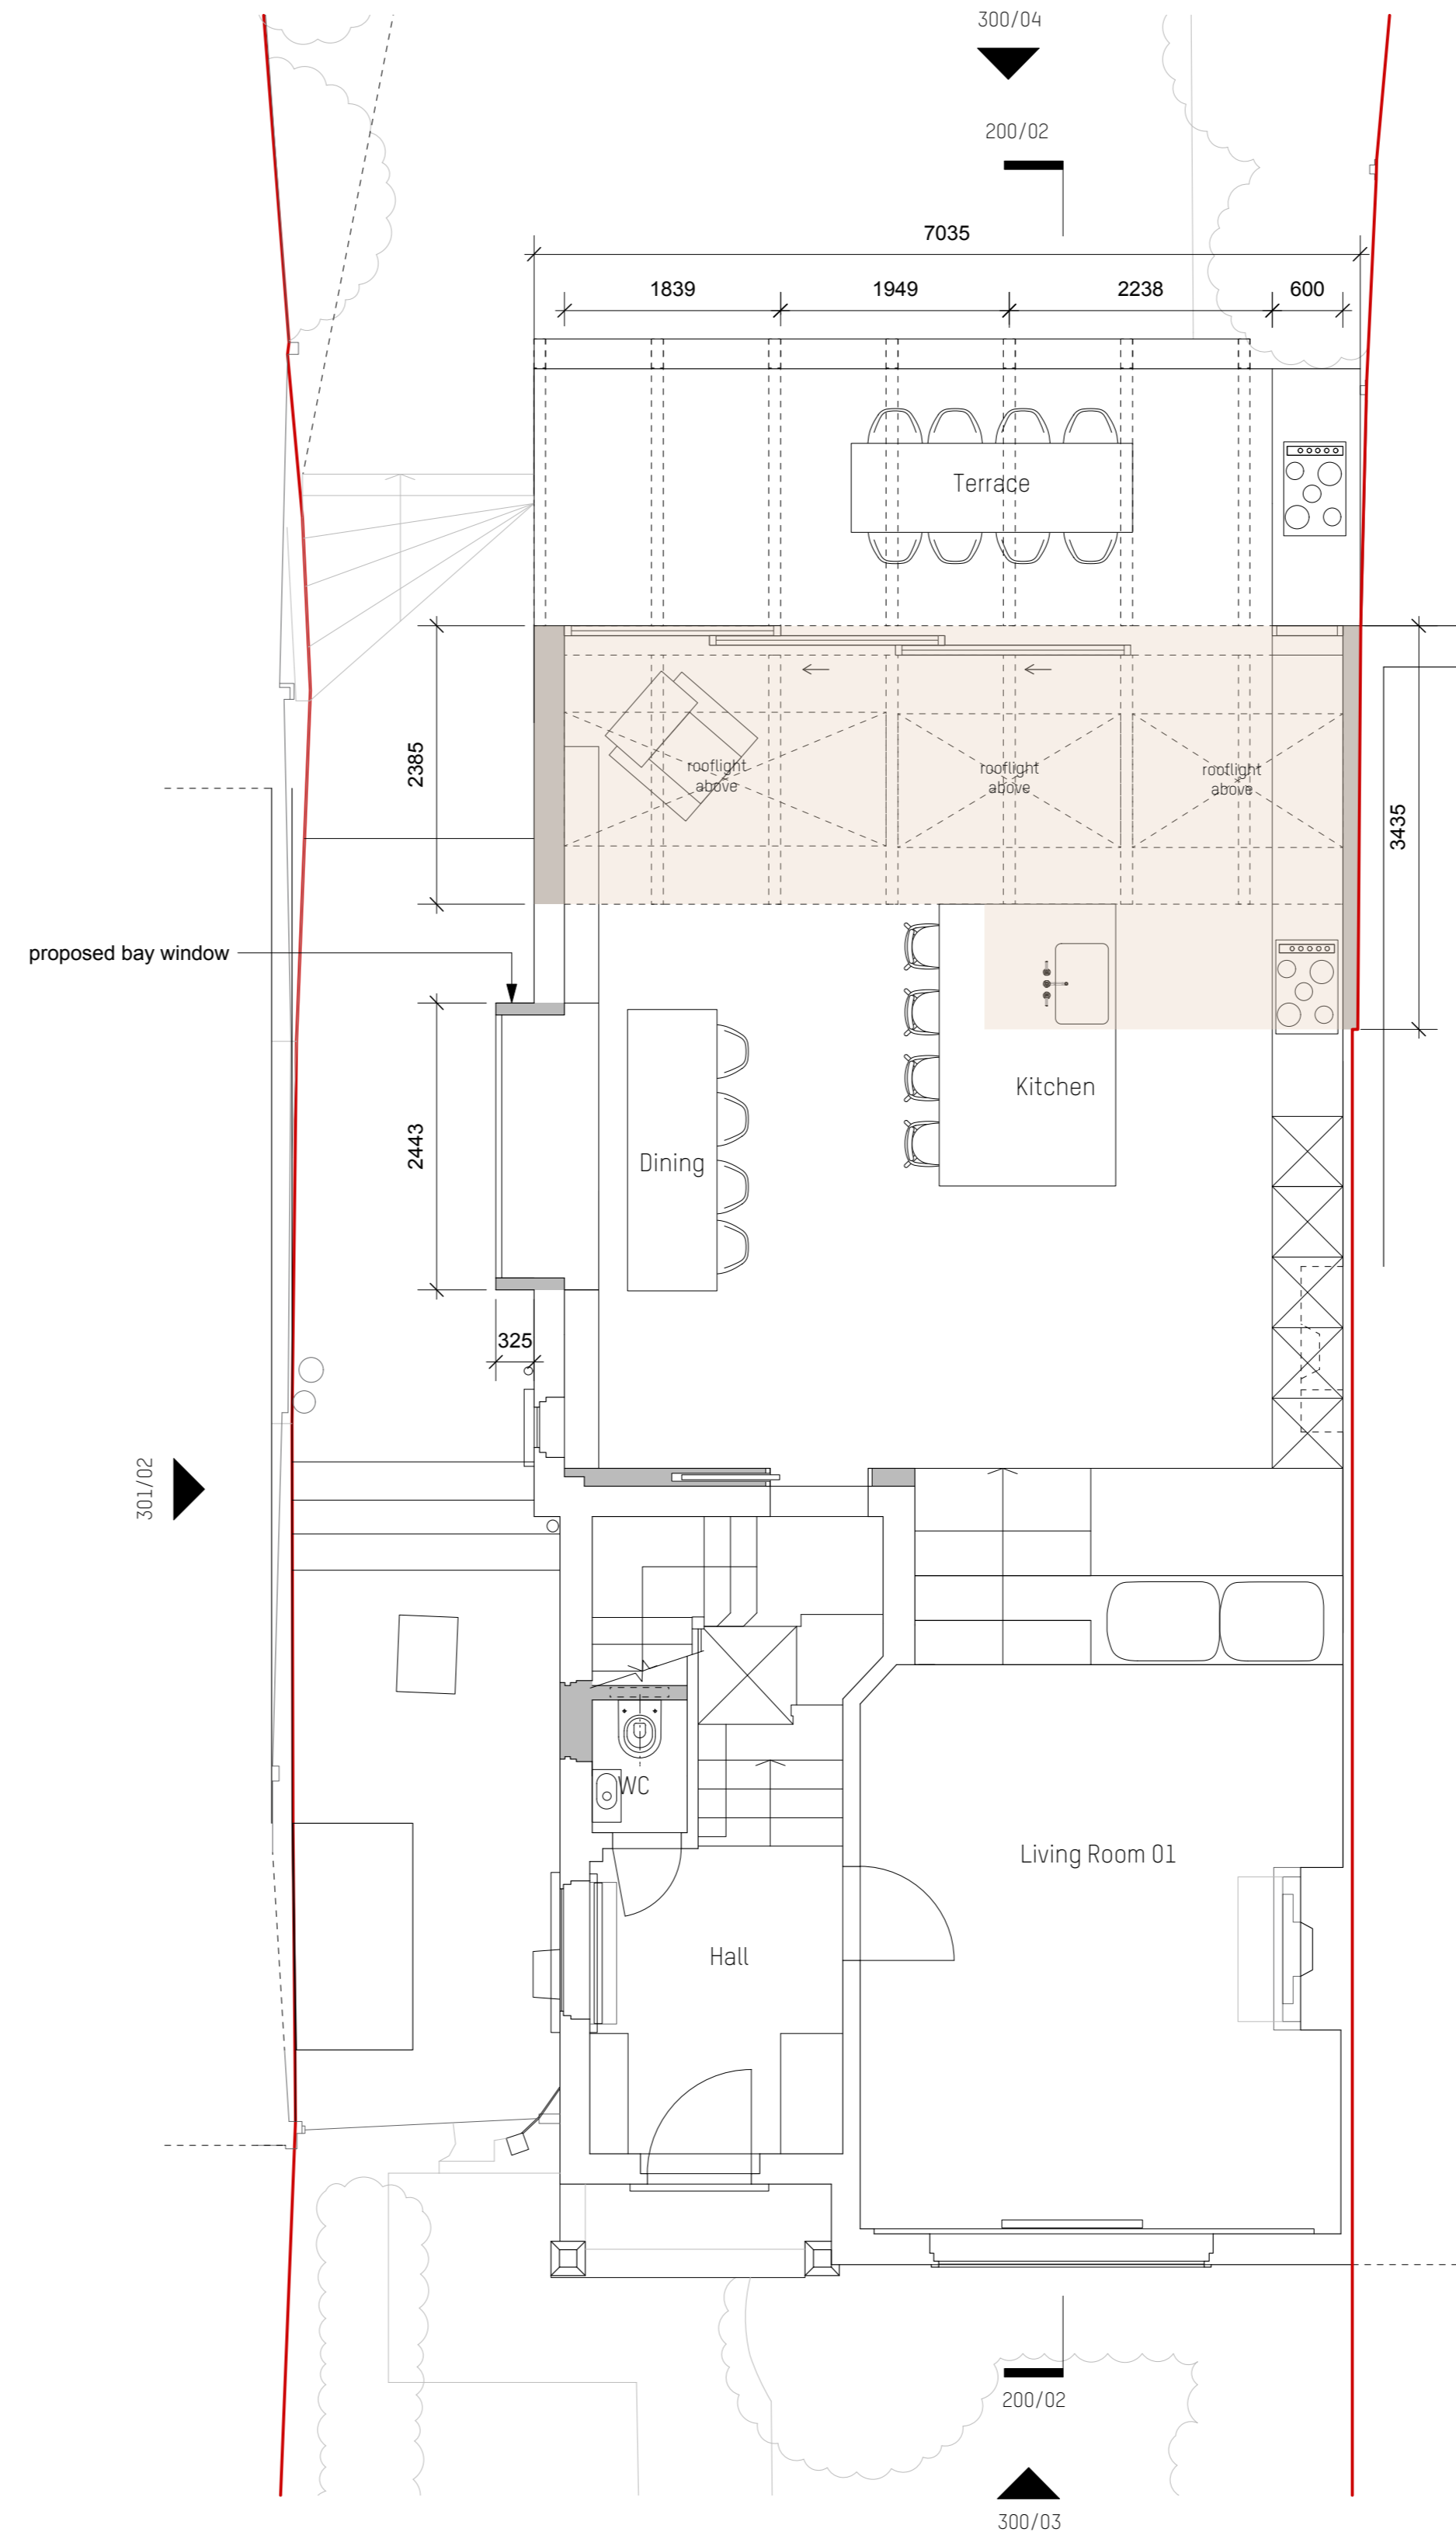 300/04
200/02
7035
1839
1949
2238
600
Terrace
2385
rooflight
above
rooflight
above
rooflight
above
3435
proposed bay window
Kitchen
2443
Dining
325
301/02
WC
Living Room 01
Hall
200/02
300/03